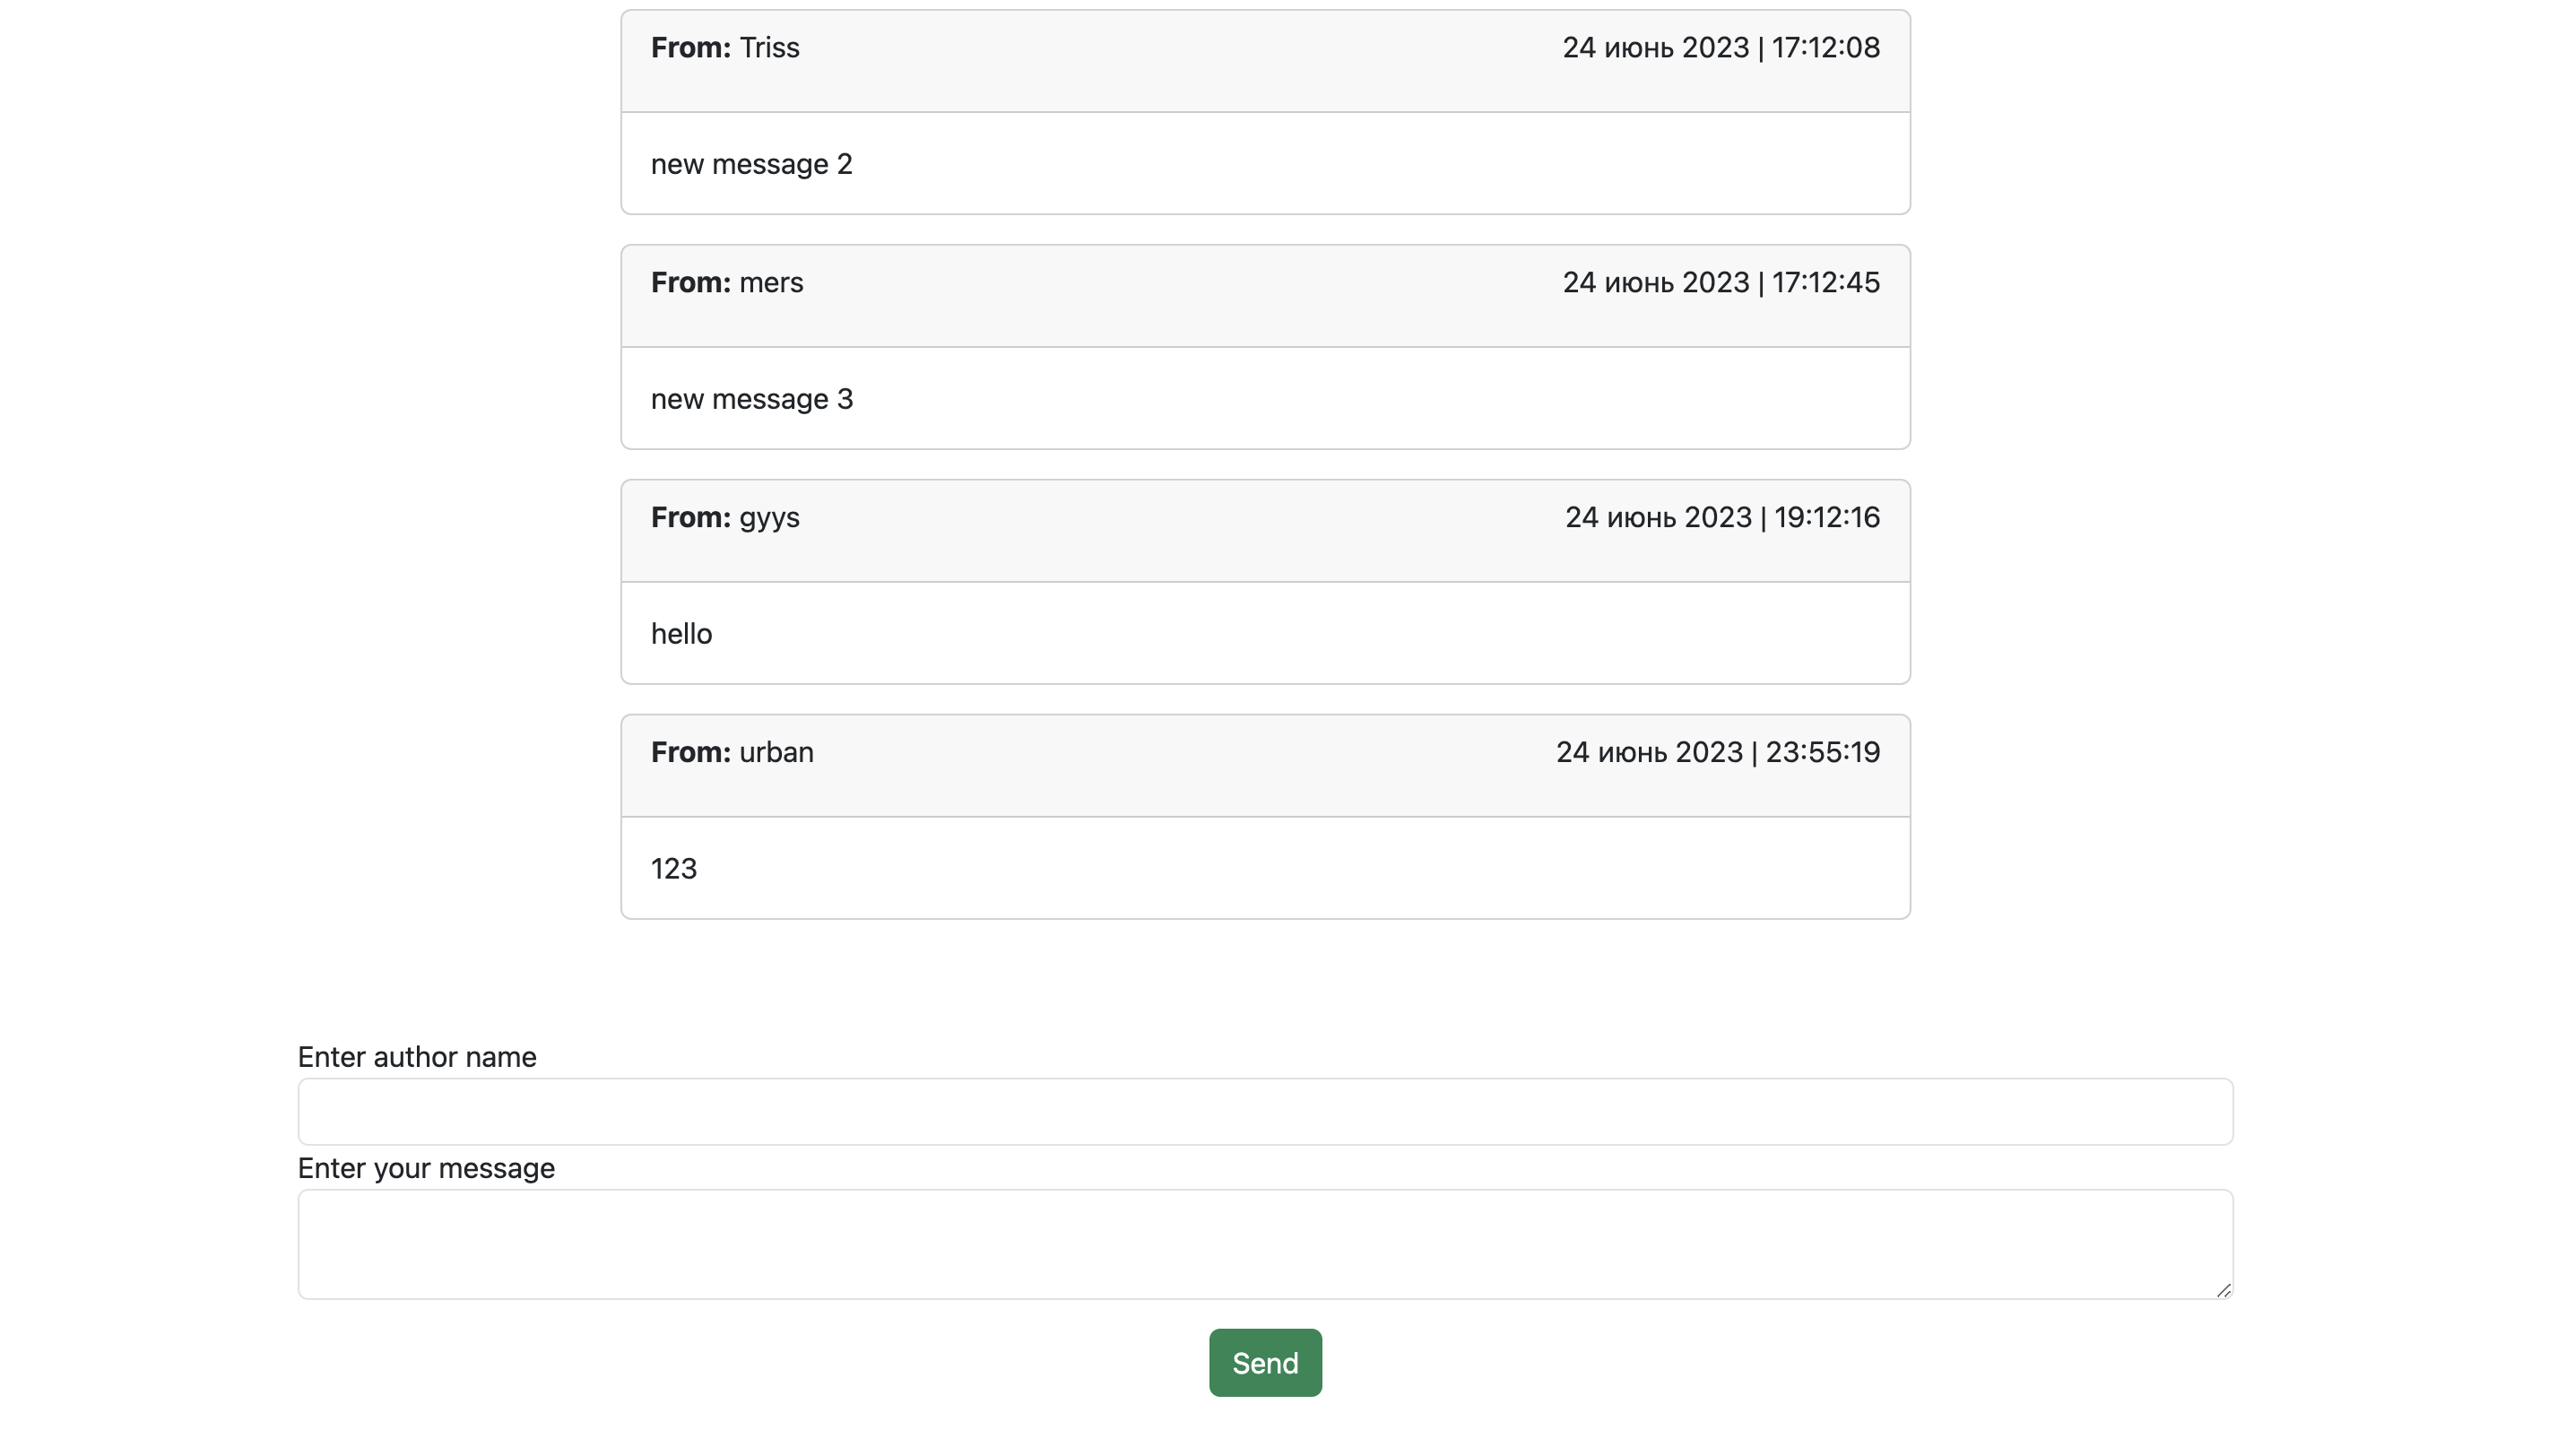 From: Triss 24 июнь 2023 | 17:12:08
new message 2
From: mers 24 июнь 2023 | 17:12:45
new message 3
From: gyys 24 июнь 2023 | 19:12:16
hello
From: urban 24 июнь 2023 | 23:55:19
123
Enter author name
Enter your message
Send